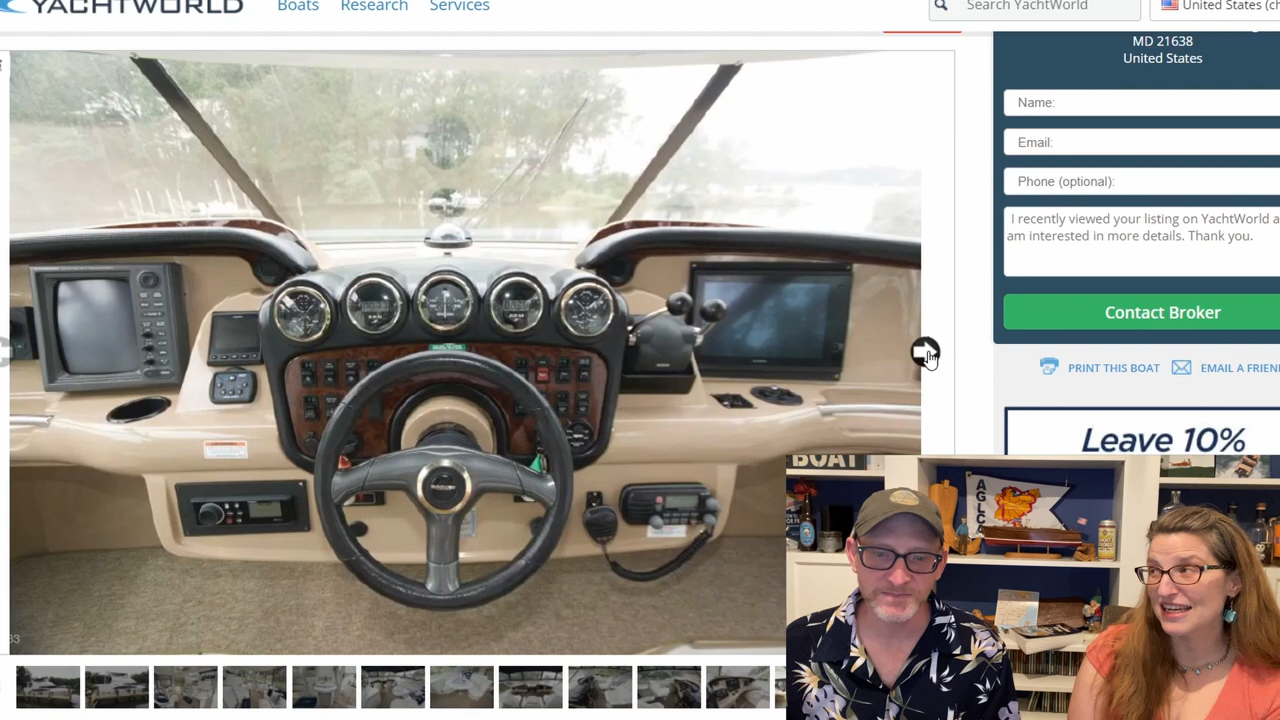 YACHTWORLD
Boats
Research
Services
Search YachtWorld
United States (ch
MD 21638
United States
Name:
Email:
Phone (optional):
I recently viewed your listing on YachtWorld a
am interested in more details. Thank you.
Contact Broker
PRINT THIS BOAT
EMAIL A FRIEN
Leave 10%
BOAT
AGLC
33